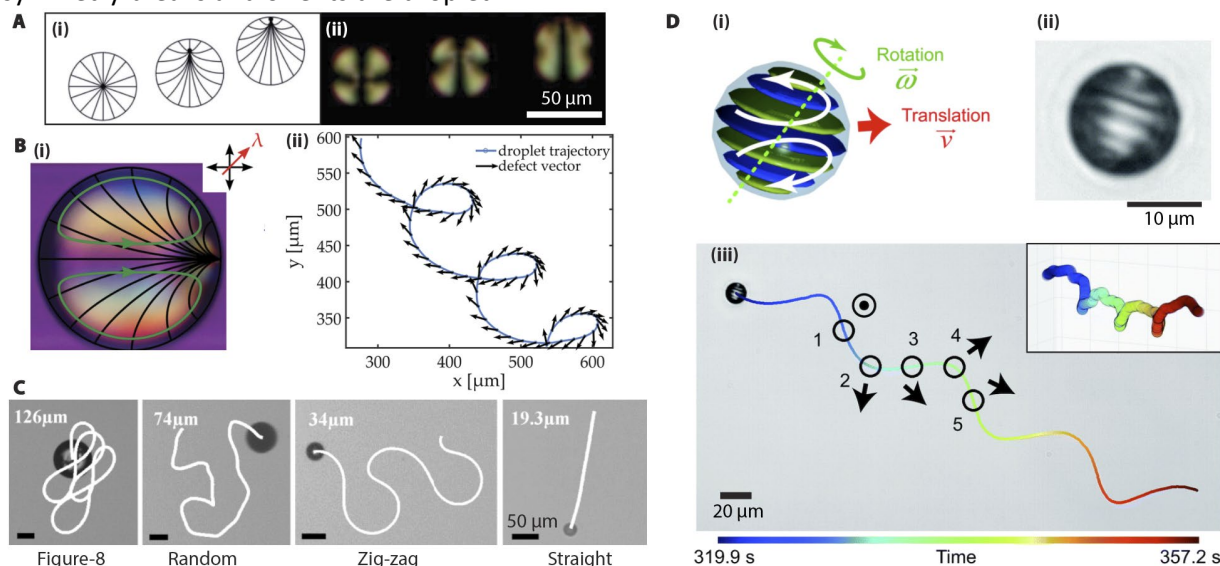 A
(i)
(ii)
50 μm
B
(i)
λ
(ii)
droplet trajectory
defect vector
600
550
500
450
400
350
y [μm]
300
400
500
600
x [μm]
C
126μm
74μm
34μm
19.3μm
50 μm
Figure-8
Random
Zig-zag
Straight
D
(i)
Rotation
ω
Translation
v
(ii)
10 μm
(iii)
1
2
3
4
5
20 μm
319.9 s
Time
357.2 s